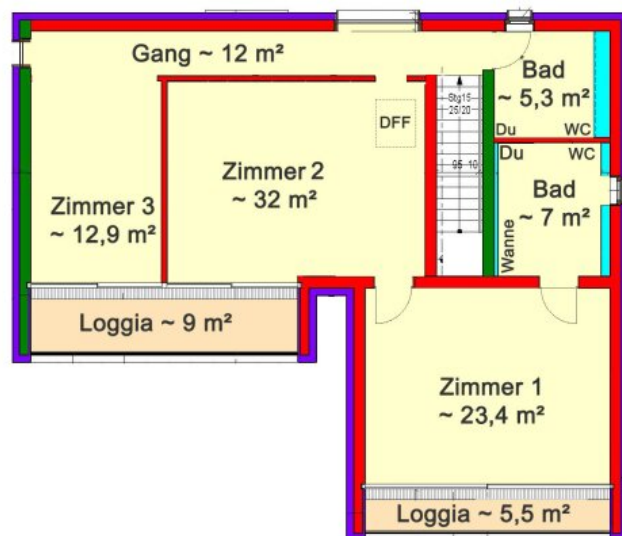 Gang ~ 12 m²
Bad
~ 5,3 m²
Du WC
Stg15
25/20
DFF
Zimmer 2
~ 32 m²
Du WC
Bad
~ 7 m²
Wanne
Zimmer 3
~ 12,9 m²
Loggia ~ 9 m²
Zimmer 1
~ 23,4 m²
Loggia ~ 5,5 m²